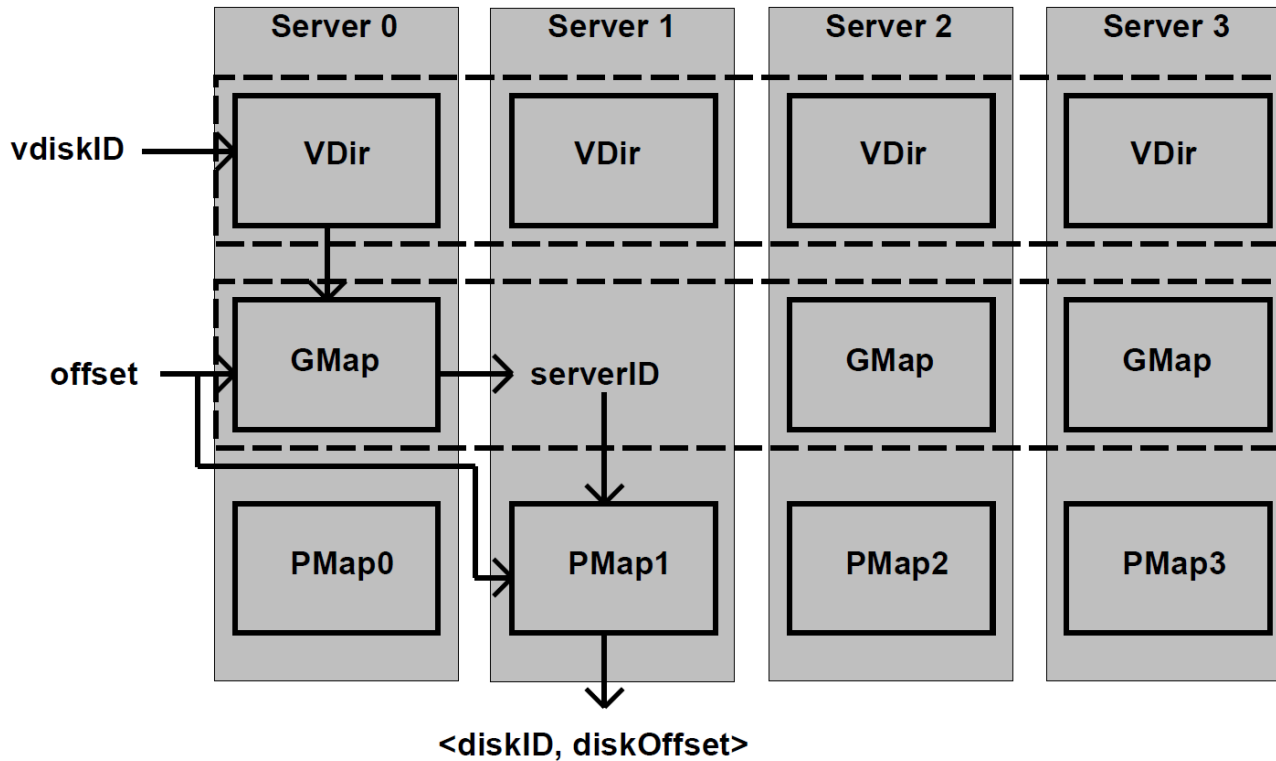 Server 0
Server 1
Server 2
Server 3
vdiskID
VDir
VDir
VDir
VDir
offset
GMap
serverID
GMap
GMap
PMap0
PMap1
PMap2
PMap3
<diskID, diskOffset>